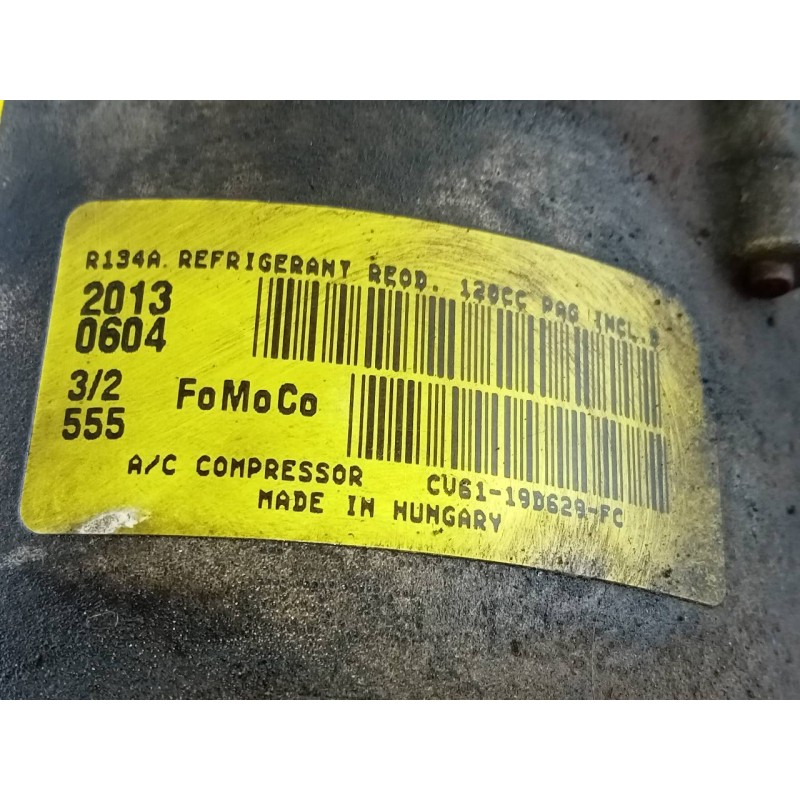 R134A REFRIGERANT REQD. 120CC PAG INCL.
2013
0604
3/2 FoMoCo
555
A/C COMPRESSOR CV61-19D629-FC
MADE IN HUNGARY